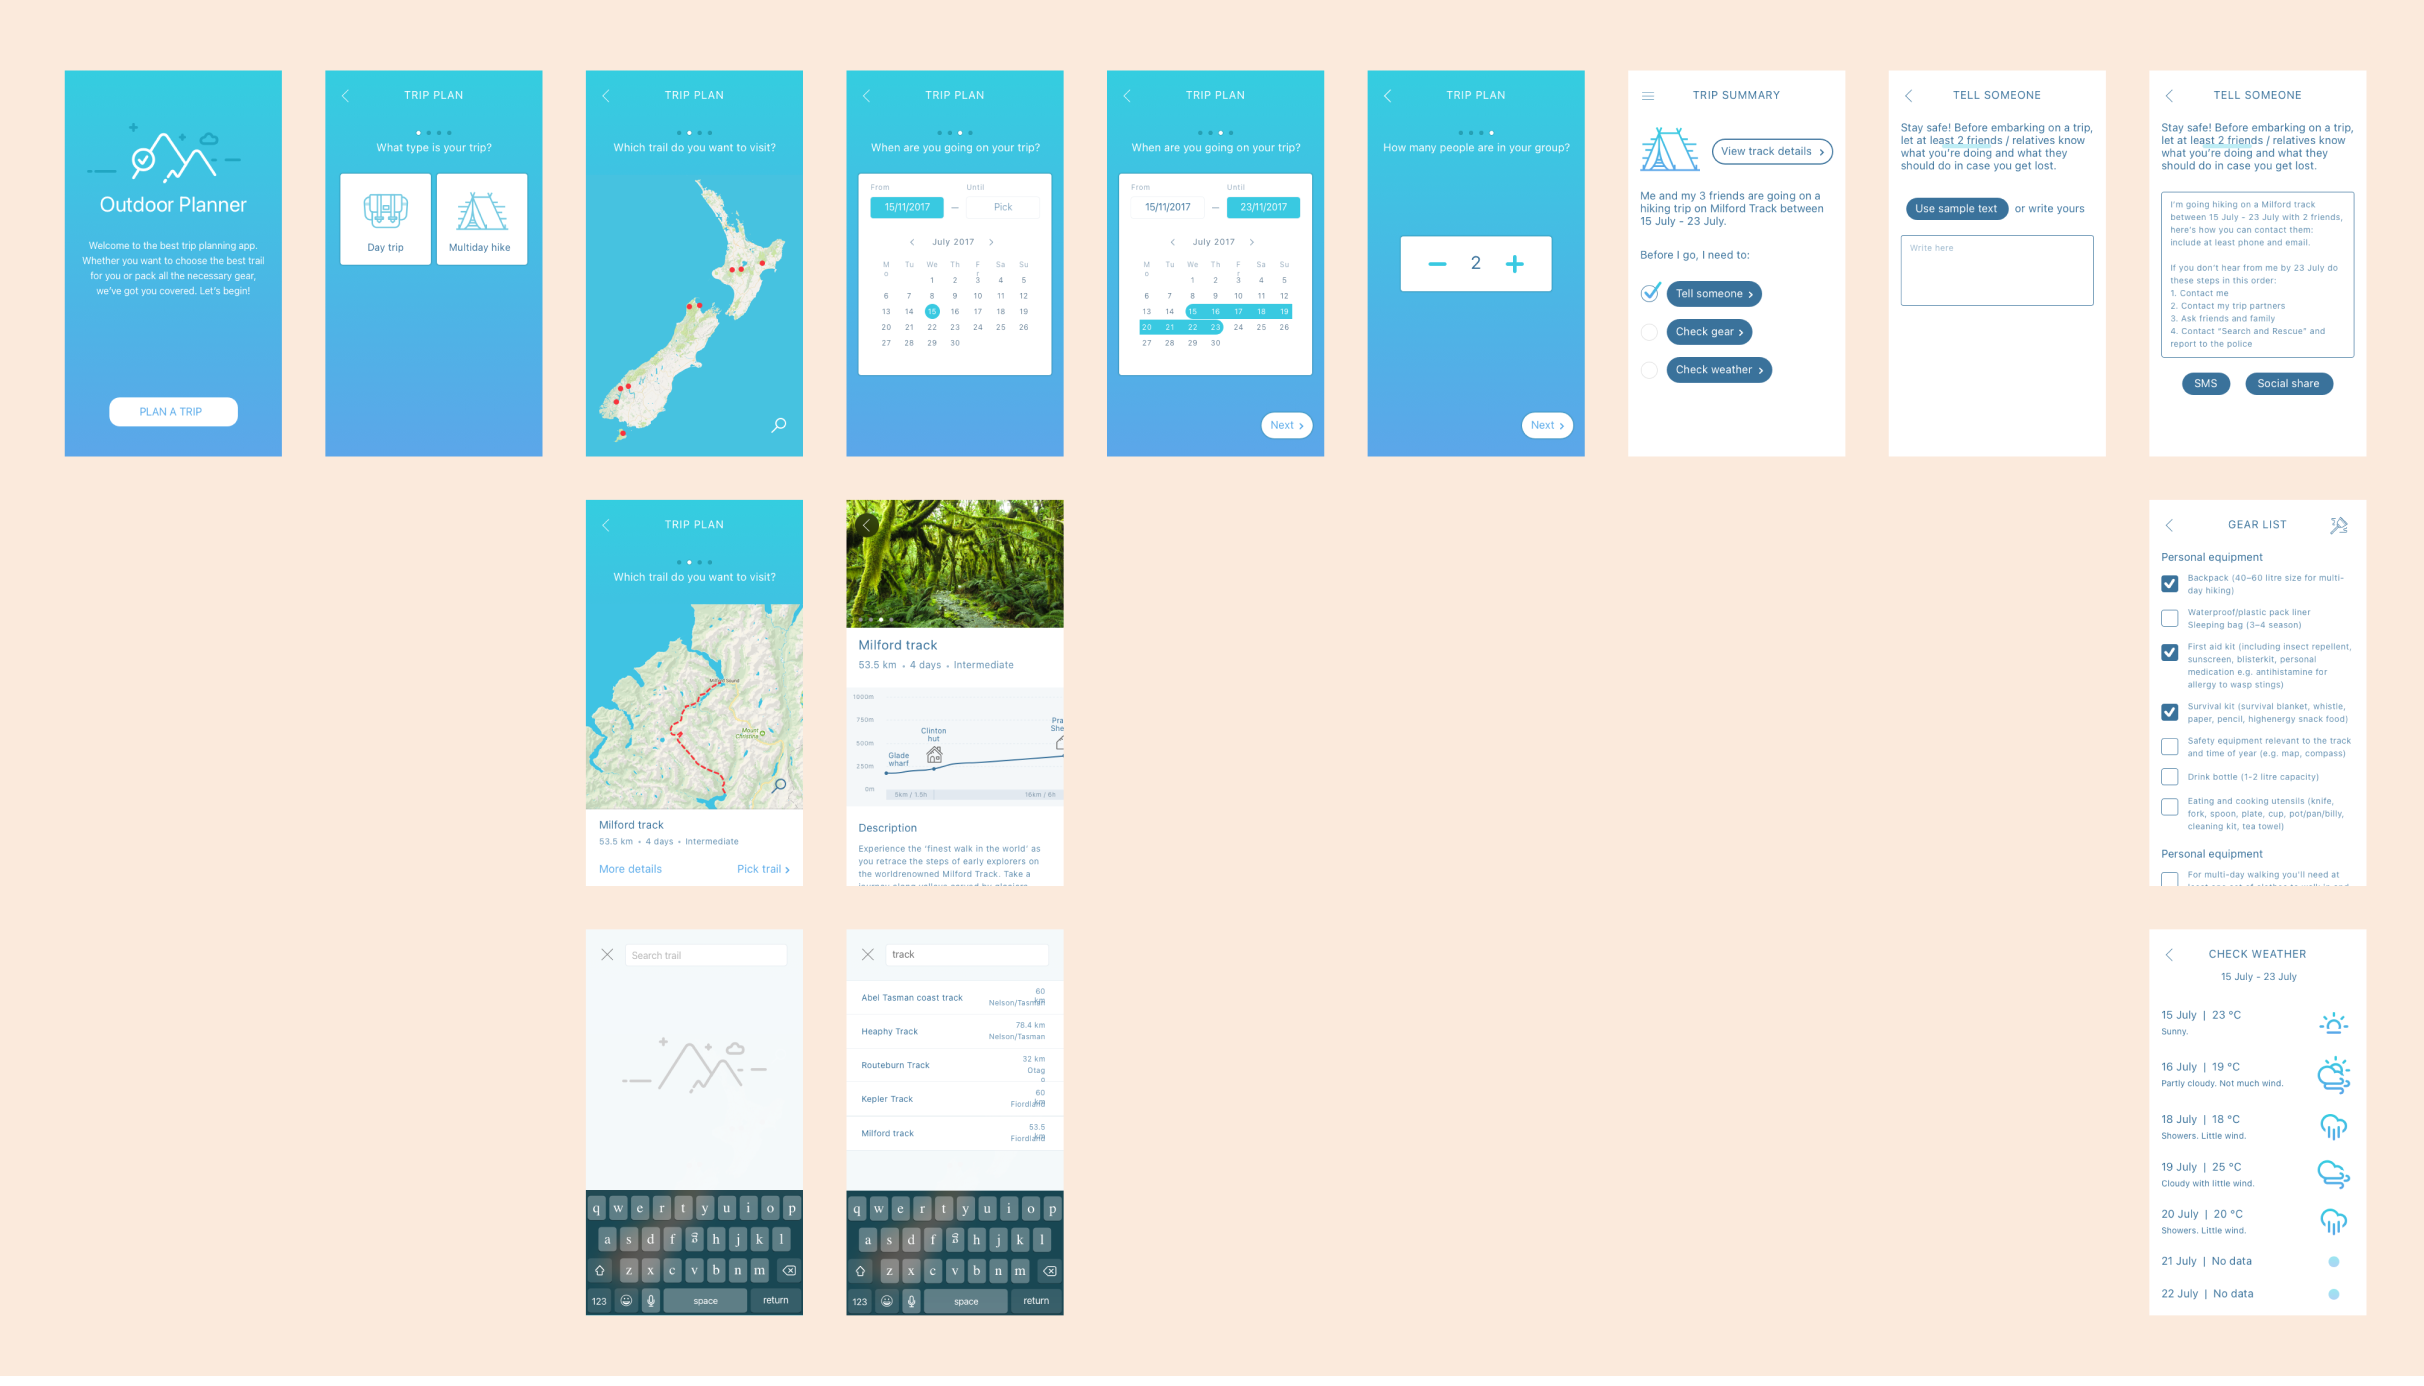 Outdoor Planner
Welcome to the best trip planning app.
Whether you want to choose the best trail
for you or pack all the necessary gear,
we've got you covered. Let's begin!
PLAN A TRIP
TRIP PLAN
What type is your trip?
Day trip
Multiday hike
TRIP PLAN
Which trail do you want to visit?
TRIP PLAN
When are you going on your trip?
From Until
15/11/2017 – Pick
July 2017
Mo Tu We Th Fr Sa Su
1 2 3 4 5
6 7 8 9 10 11 12
13 14 15 16 17 18 19
20 21 22 23 24 25 26
27 28 29 30
TRIP PLAN
When are you going on your trip?
From Until
15/11/2017 – 23/11/2017
July 2017
Mo Tu We Th Fr Sa Su
1 2 3 4 5
6 7 8 9 10 11 12
13 14 15 16 17 18 19
20 21 22 23 24 25 26
27 28 29 30
Next
TRIP PLAN
How many people are in your group?
2
Next
TRIP SUMMARY
View track details
Me and my 3 friends are going on a
hiking trip on Milford Track between
15 July - 23 July.
Before I go, I need to:
Tell someone
Check gear
Check weather
TELL SOMEONE
Stay safe! Before embarking on a trip,
let at least 2 friends / relatives know
what you're doing and what they
should do in case you get lost.
Use sample text or write yours
Write here
TELL SOMEONE
Stay safe! Before embarking on a trip,
let at least 2 friends / relatives know
what you're doing and what they
should do in case you get lost.
I'm going hiking on a Milford track
between 15 July - 23 July with 2 friends,
here's how you can contact them:
include at least phone and email.
If you don't hear from me by 23 July do
these steps in this order:
1. Contact me
2. Contact my trip partners
3. Ask friends and family
4. Contact "Search and Rescue" and
report to the police
SMS
Social share
TRIP PLAN
Which trail do you want to visit?
Milford Sound
Mount
Christina
Milford track
53.5 km • 4 days • Intermediate
More details
Pick trail
Milford track
53.5 km • 4 days • Intermediate
1000m
750m
500m
250m
0m
Glade
wharf
Clinton
hut
Pra
She
5km / 1.5h
16km / 6h
Description
Experience the 'finest walk in the world' as
you retrace the steps of early explorers on
the worldrenowned Milford Track. Take a
GEAR LIST
Personal equipment
Backpack (40–60 litre size for multi-
day hiking)
Waterproof/plastic pack liner
Sleeping bag (3–4 season)
First aid kit (including insect repellent,
sunscreen, blisterkit, personal
medication e.g. antihistamine for
allergy to wasp stings)
Survival kit (survival blanket, whistle,
paper, pencil, highenergy snack food)
Safety equipment relevant to the track
and time of year (e.g. map, compass)
Drink bottle (1-2 litre capacity)
Eating and cooking utensils (knife,
fork, spoon, plate, cup, pot/pan/billy,
cleaning kit, tea towel)
Personal equipment
For multi-day walking you'll need at
Search trail
q w e r t y u i o p
a s d f g h j k l
z x c v b n m
123 space return
track
Abel Tasman coast track
60 km
Nelson/Tasman
Heaphy Track
78.4 km
Nelson/Tasman
Routeburn Track
32 km
Otago
Kepler Track
60 km
Fiordland
Milford track
53.5 km
Fiordland
q w e r t y u i o p
a s d f g h j k l
z x c v b n m
123 space return
CHECK WEATHER
15 July - 23 July
15 July | 23 °C
Sunny.
16 July | 19 °C
Partly cloudy. Not much wind.
18 July | 18 °C
Showers. Little wind.
19 July | 25 °C
Cloudy with little wind.
20 July | 20 °C
Showers. Little wind.
21 July | No data
22 July | No data